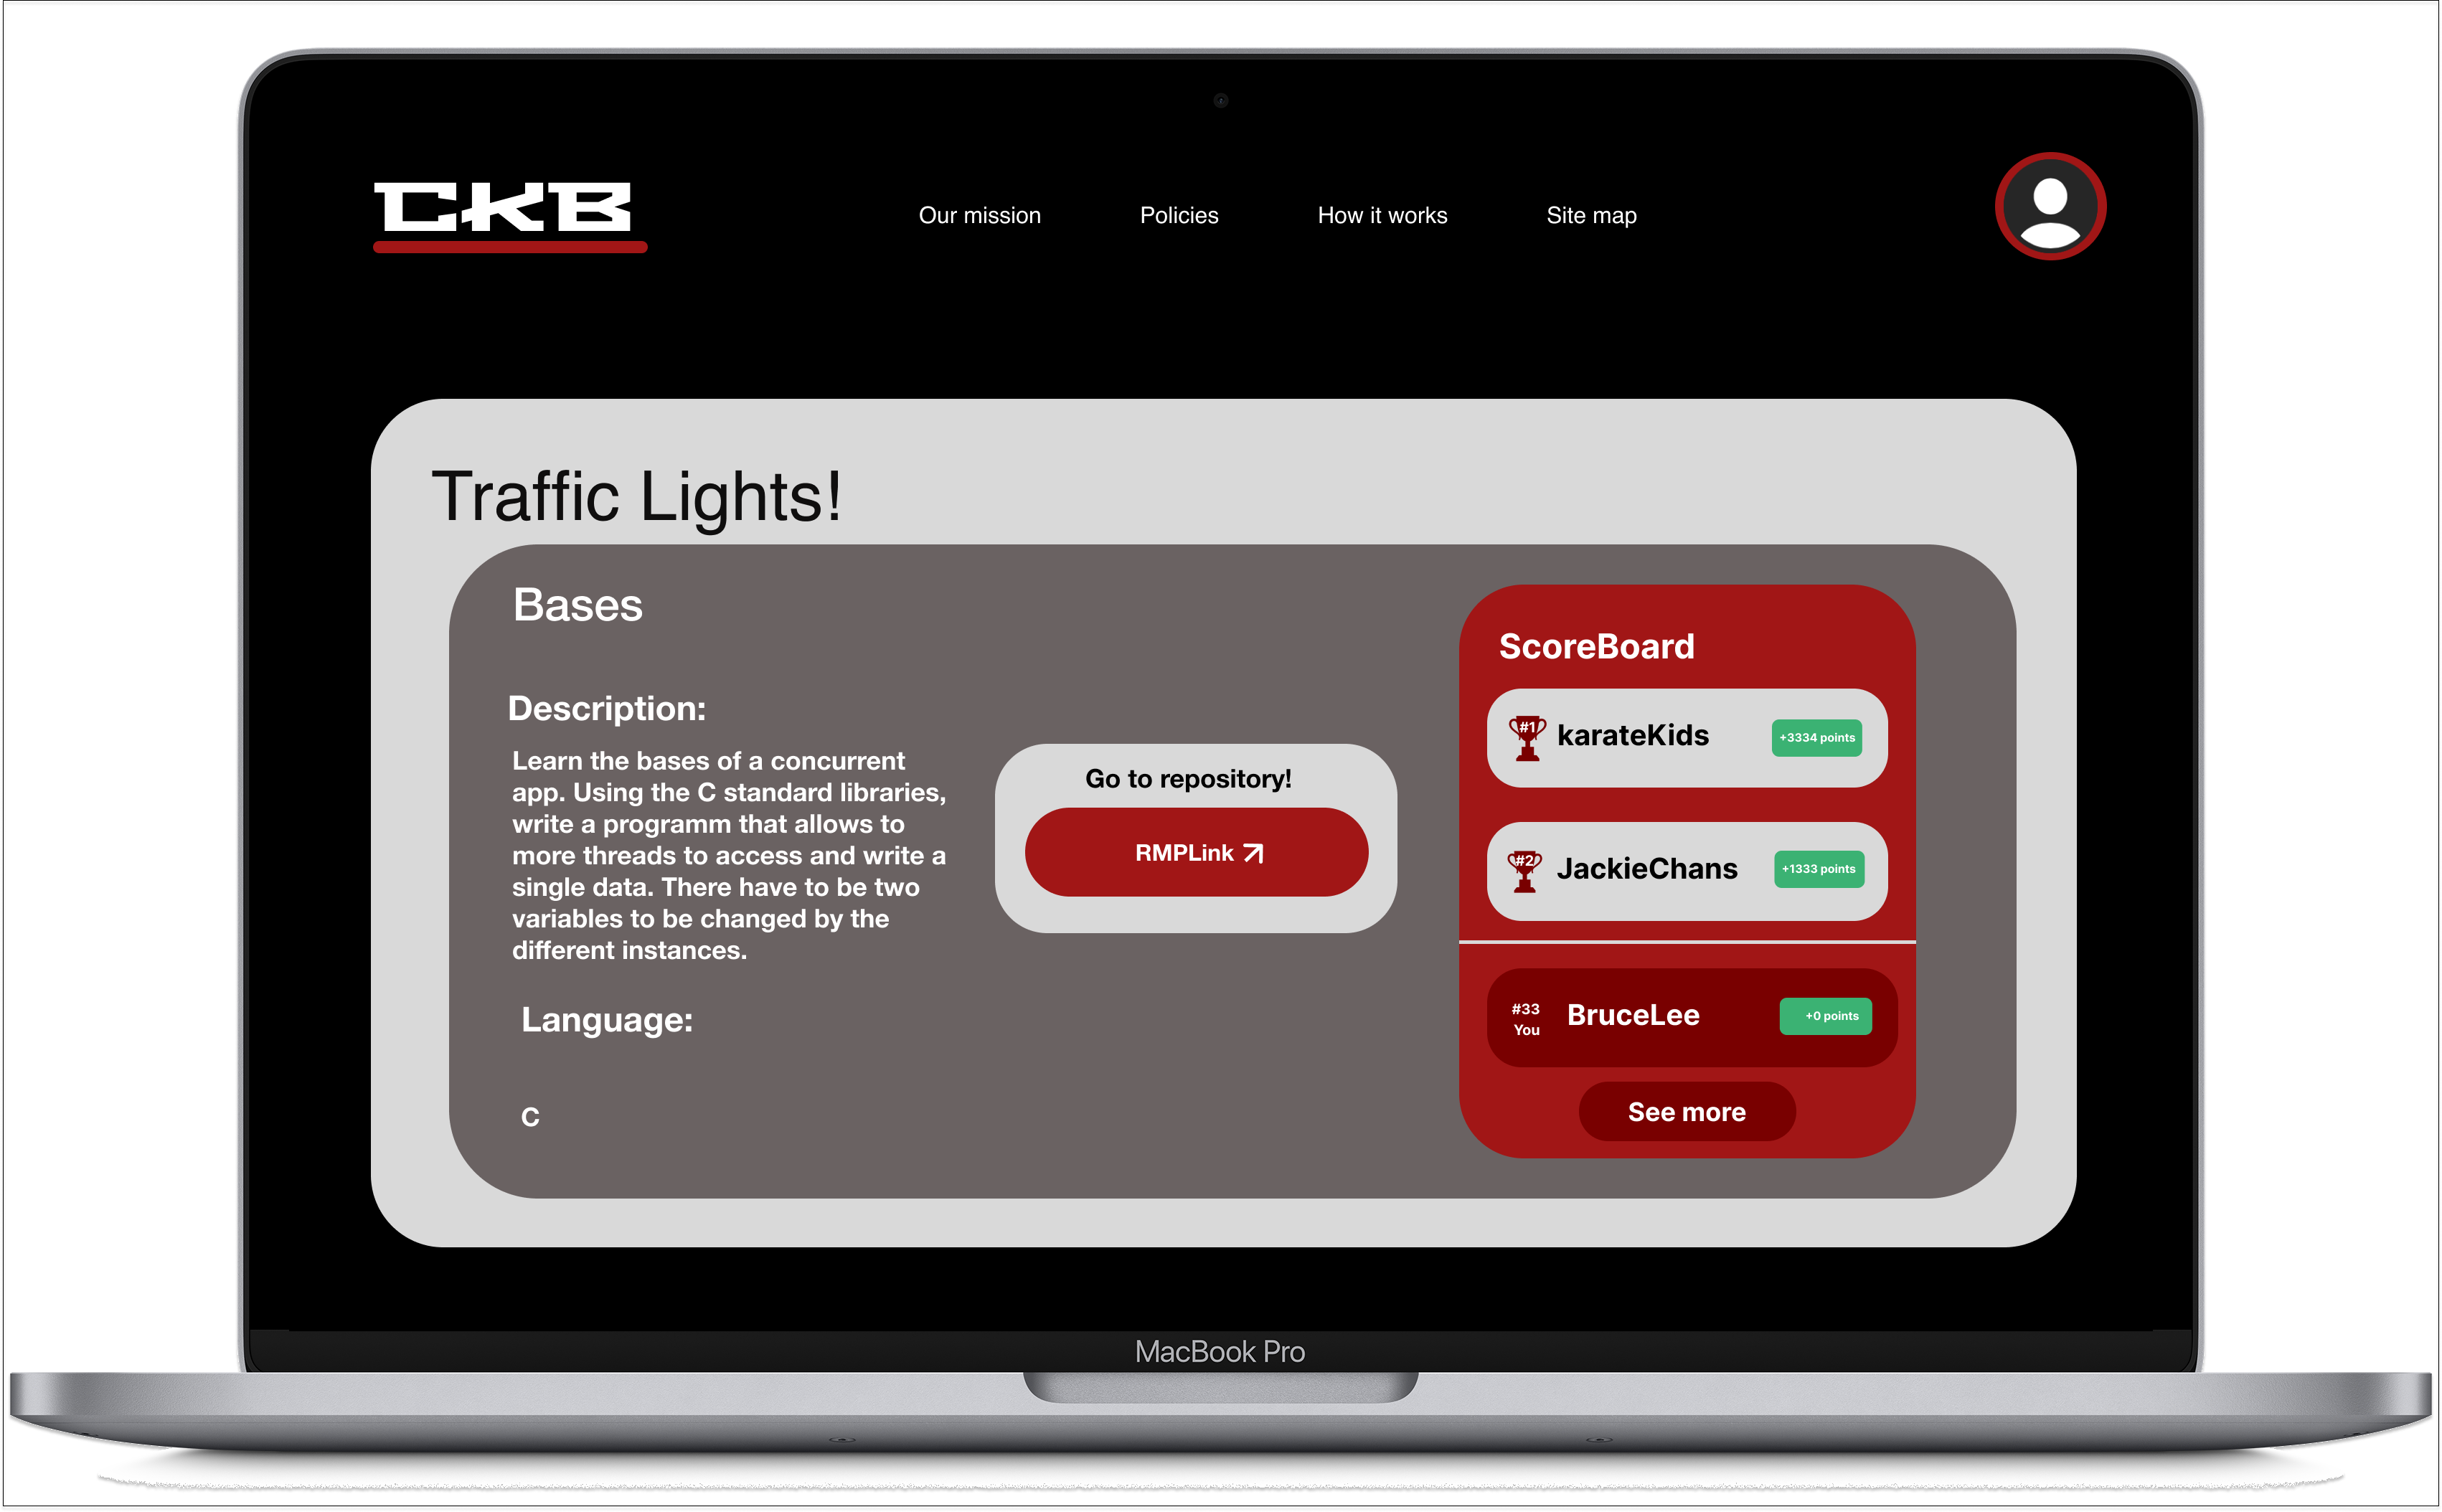 CKB
Our mission Policies How it works Site map
Traffic Lights!
Bases
Description:
Learn the bases of a concurrent
app. Using the C standard libraries,
write a programm that allows to
more threads to access and write a
single data. There have to be two
variables to be changed by the
different instances.
Language:
C
Go to repository!
RMPLink
ScoreBoard
#1 karateKids +3334 points
#2 JackieChans +1333 points
#33
You
BruceLee +0 points
See more
MacBook Pro